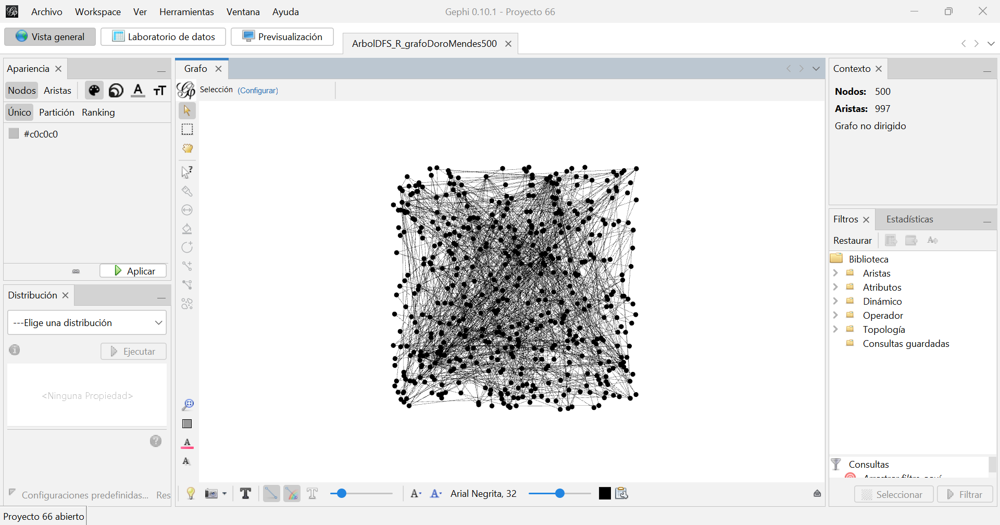 Archivo Workspace Ver Herramientas Ventana Ayuda
Gephi 0.10.1 - Proyecto 66
Vista general
Laboratorio de datos
Previsualización
ArbolDFS_R_grafoDoroMendes500
Apariencia
Nodos Aristas
Único Partición Ranking
#c0c0c0
Aplicar
Distribución
---Elige una distribución
Ejecutar
<Ninguna Propiedad>
Configuraciones predefinidas... Res
Proyecto 66 abierto
Grafo
Selección (Configurar)
Arial Negrita, 32
Contexto
Nodos: 500
Aristas: 997
Grafo no dirigido
Filtros Estadísticas
Restaurar
Biblioteca
Aristas
Atributos
Dinámico
Operador
Topología
Consultas guardadas
Consultas
Arrastrar filtro aquí
Seleccionar Filtrar